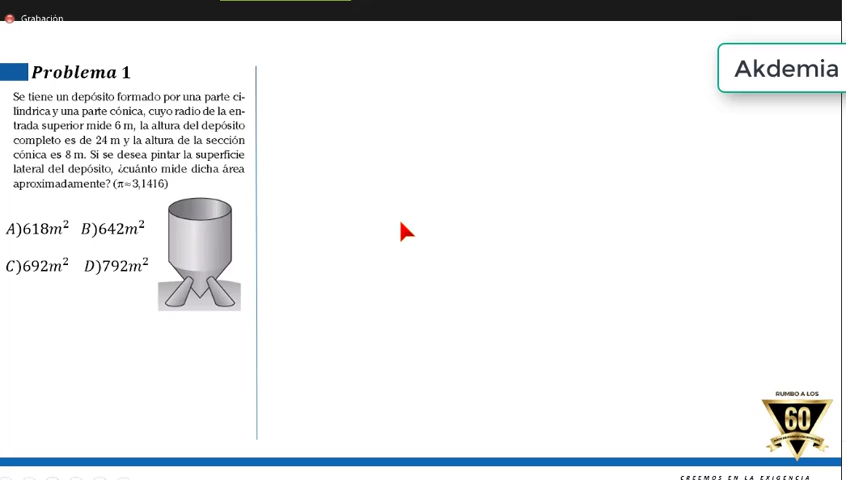 Grabación
Akdemia
Problema 1
Se tiene un depósito formado por una parte ci-
líndrica y una parte cónica, cuyo radio de la en-
trada superior mide 6 m, la altura del depósito
completo es de 24 m y la altura de la sección
cónica es 8 m. Si se desea pintar la superficie
lateral del depósito, ¿cuánto mide dicha área
aproximadamente? (π≈3,1416)
A)618m² B)642m²
C)692m² D)792m²
RUMBO A LOS
60
CREEMOS EN LA EXIGENCIA